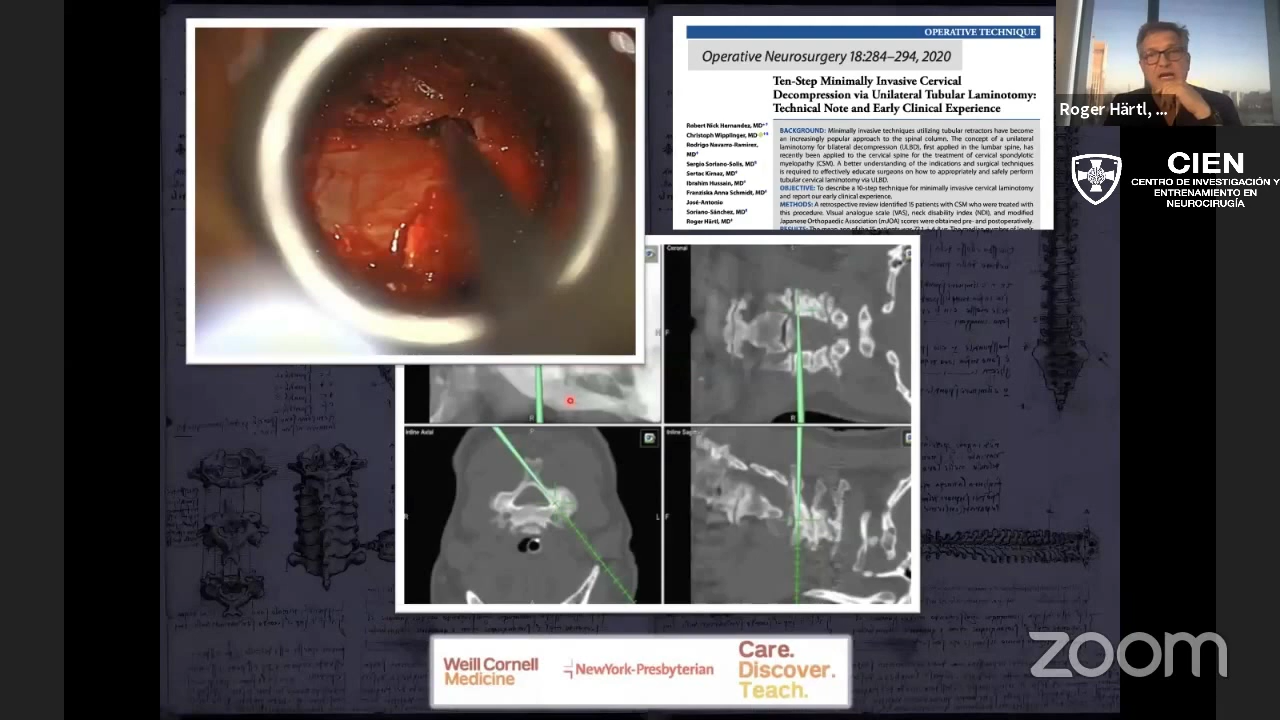 OPERATIVE TECHNIQUE
Operative Neurosurgery 18:284–294, 2020
Ten-Step Minimally Invasive Cervical
Decompression via Unilateral Tubular Laminotomy:
Technical Note and Early Clinical Experience
Robert Nick Hernandez, MD
Christoph Wipplinger, MD
Rodrigo Navarro-Ramirez,
MD
Sergio Soriano-Solis, MD
Sertac Kirnaz, MD
Ibrahim Hussain, MD
Franziska Anna Schmidt, MD
José-Antonio
Soriano-Sánchez, MD
Roger Härtl, MD
BACKGROUND: Minimally invasive techniques utilizing tubular retractors have become
an increasingly popular approach to the spinal column. The concept of a unilateral
laminotomy for bilateral decompression (ULBD), first applied in the lumbar spine, has
recently been applied to the cervical spine for the treatment of cervical spondylotic
myelopathy (CSM). A better understanding of the indications and surgical techniques
is required to effectively educate surgeons on how to appropriately and safely perform
tubular cervical laminotomy via ULBD.
OBJECTIVE: To describe a 10-step technique for minimally invasive cervical laminotomy
and report our early clinical experience.
METHODS: A retrospective review identified 15 patients with CSM who were treated with
this procedure. Visual analogue scale (VAS), neck disability index (NDI), and modified
Japanese Orthopaedic Association (mJOA) scores were obtained pre- and postoperatively.
Roger Härtl, ...
CIEN
CENTRO DE INVESTIGACIÓN Y
ENTRENAMIENTO EN
NEUROCIRUGÍA
Coronal
R
R
Inline Axial
P
R
L
Inline
F
Weill Cornell
Medicine
NewYork-Presbyterian
Care.
Discover.
Teach.
zoom